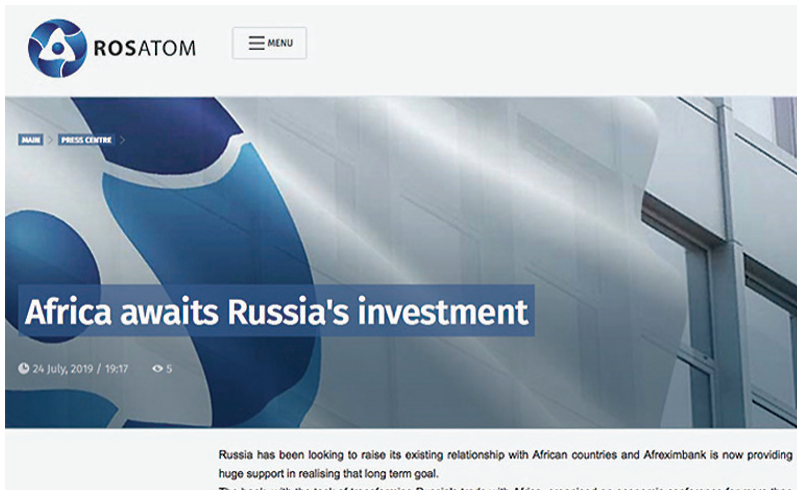 ROSATOM
MENU
MAIN > PRESS CENTRE >
Africa awaits Russia's investment
24 July, 2019 / 19:17 5
Russia has been looking to raise its existing relationship with African countries and Afreximbank is now providing
huge support in realising that long term goal.